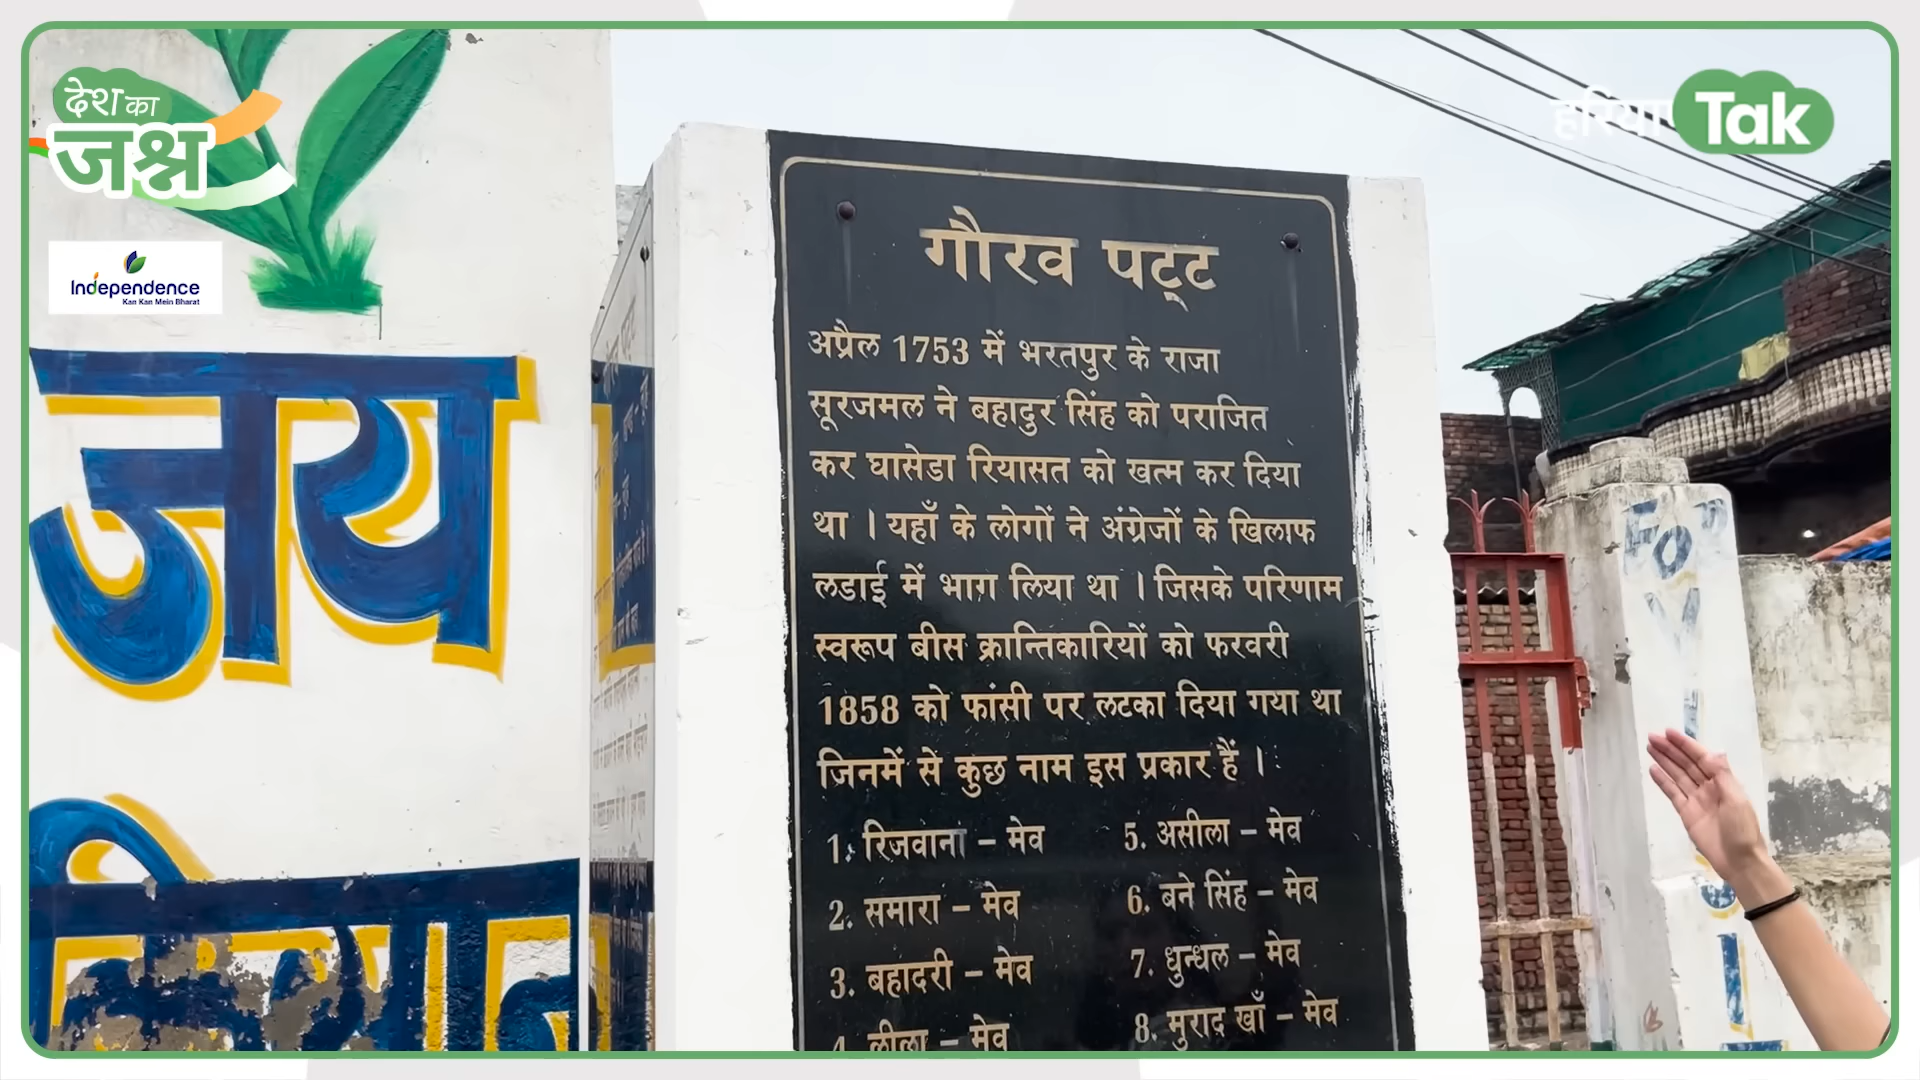 देश का
जश्न
Independence
Kan Kan Mein Bharat
हरिया
Tak
जय
गौरव पट्ट
अप्रैल 1753 में भरतपुर के राजा
सूरजमल ने बहादुर सिंह को पराजित
कर घासेडा रियासत को खत्म कर दिया
था । यहाँ के लोगों ने अंग्रेजों के खिलाफ
लडाई में भाग लिया था । जिसके परिणाम
स्वरूप बीस क्रान्तिकारियों को फरवरी
1858 को फांसी पर लटका दिया गया था
जिनमें से कुछ नाम इस प्रकार हैं ।
1. रिजवाना – मेव
5. असीला – मेव
2. समारा – मेव
6. बने सिंह – मेव
3. बहादरी – मेव
7. धुन्धल – मेव
4. लीला – मेव
8. मुराद खाँ – मेव